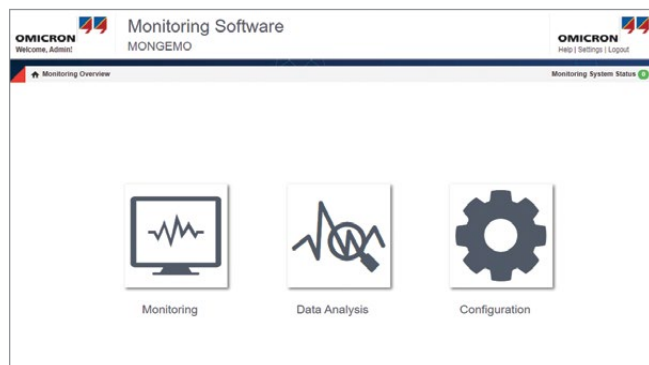 OMICRON
Welcome, Admin!
Monitoring Software
MONGEMO
OMICRON
Help | Settings | Logout
Monitoring Overview
Monitoring System Status 0
Monitoring
Data Analysis
Configuration